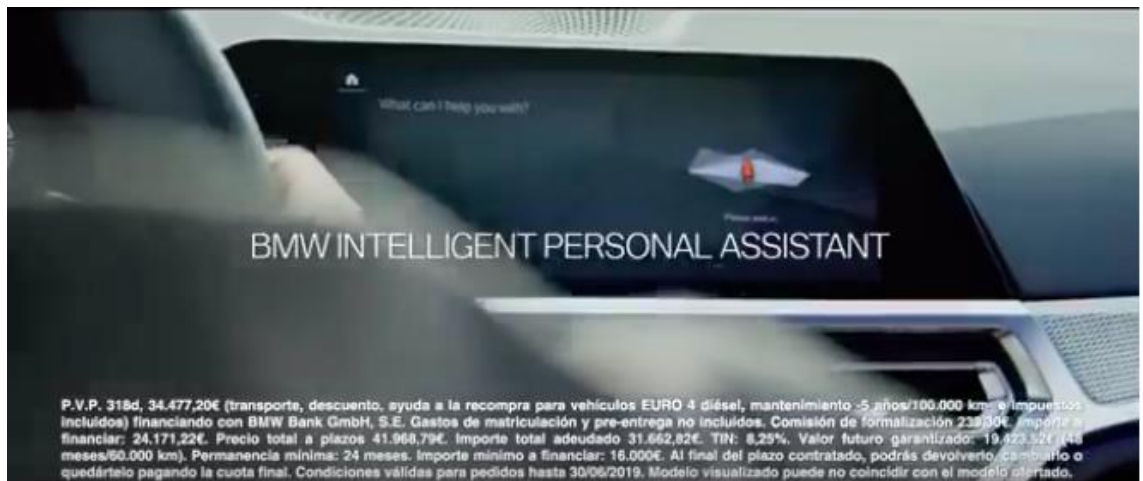 What can I help you with?
BMW INTELLIGENT PERSONAL ASSISTANT
P.V.P. 318d, 34.477,20€ (transporte, descuento, ayuda a la recompra para vehículos EURO 4 diésel, mantenimiento -5 años/100.000 km- e impuestos
incluidos) financiando con BMW Bank GmbH, S.E. Gastos de matriculación y pre-entrega no incluidos. Comisión de formalización Importe a
financiar: 24.171,22€. Precio total a plazos 41.968,79€. Importe total adeudado 31.662,82€. TIN: 8,25%. Valor futuro garantizado: 19.423,52€ (48
meses/60.000 km). Permanencia mínima: 24 meses. Importe mínimo a financiar: 16.000€. Al final del plazo contratado, podrás devolverlo, cambiarlo o
quedártelo pagando la cuota final. Condiciones válidas para pedidos hasta 30/06/2019. Modelo visualizado puede no coincidir con el modelo ofertado.